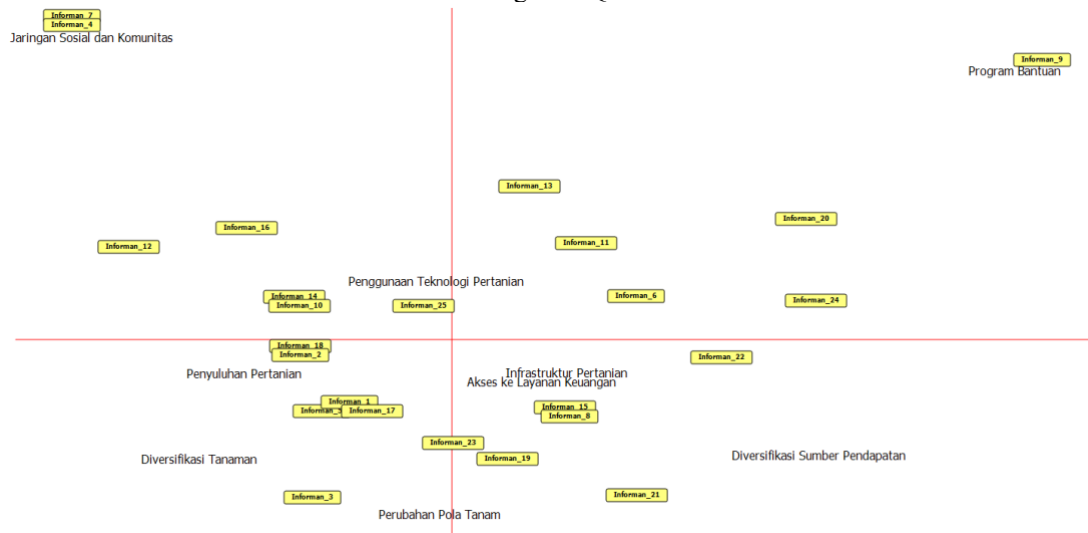 Informan_7
Informan_4
Jaringan Sosial dan Komunitas
Informan_9
Program Bantuan
Informan_13
Informan_20
Informan_16
Informan_11
Informan_12
Penggunaan Teknologi Pertanian
Informan_14
Informan_10
Informan_25
Informan_6
Informan_24
Informan_18
Informan_2
Informan_22
Penyuluhan Pertanian
Infrastruktur Pertanian
Akses ke Layanan Keuangan
Informan_1
Informan_17
Informan_15
Informan_8
Informan_23
Informan_19
Diversifikasi Tanaman
Diversifikasi Sumber Pendapatan
Informan_3
Informan_21
Perubahan Pola Tanam